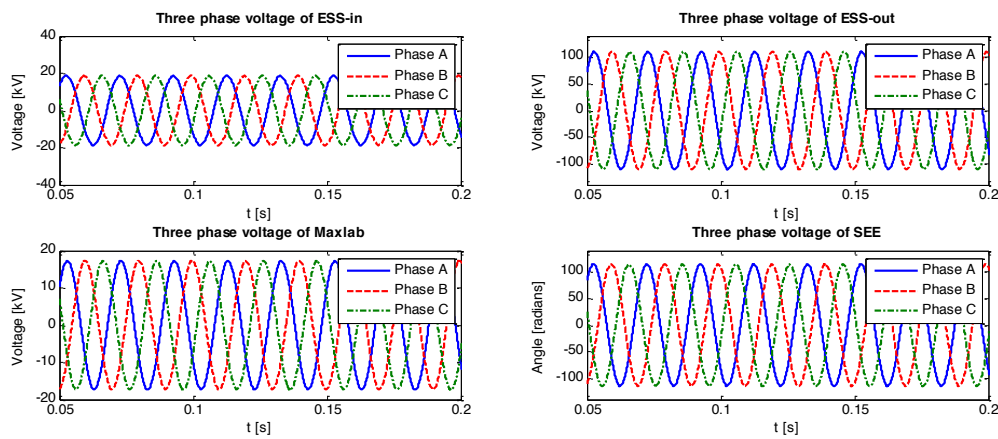 Three phase voltage of ESS-in
Voltage [kV]
40
20
0
-20
-40
0.05
0.1
0.15
0.2
t [s]
Phase A
Phase B
Phase C
Three phase voltage of ESS-out
Voltage [kV]
100
50
0
-50
-100
0.05
0.1
0.15
0.2
t [s]
Phase A
Phase B
Phase C
Three phase voltage of Maxlab
Voltage [kV]
20
10
0
-10
-20
0.05
0.1
0.15
0.2
t [s]
Phase A
Phase B
Phase C
Three phase voltage of SEE
Angle [radians]
100
50
0
-50
-100
0.05
0.1
0.15
0.2
t [s]
Phase A
Phase B
Phase C